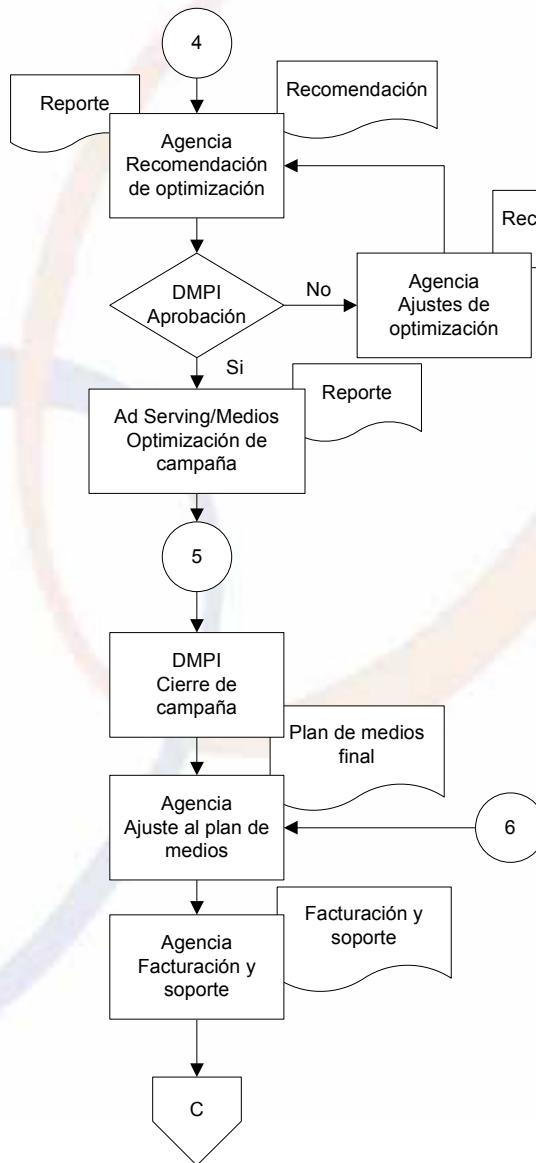 4
Reporte
Recomendación
Agencia
Recomendación
de optimización
DMPI
Aprobación
No
Agencia
Ajustes de
optimización
Si
Ad Serving/Medios
Optimización de
campaña
Reporte
5
DMPI
Cierre de
campaña
Plan de medios
final
Agencia
Ajuste al plan de
medios
6
Agencia
Facturación y
soporte
Facturación y
soporte
C